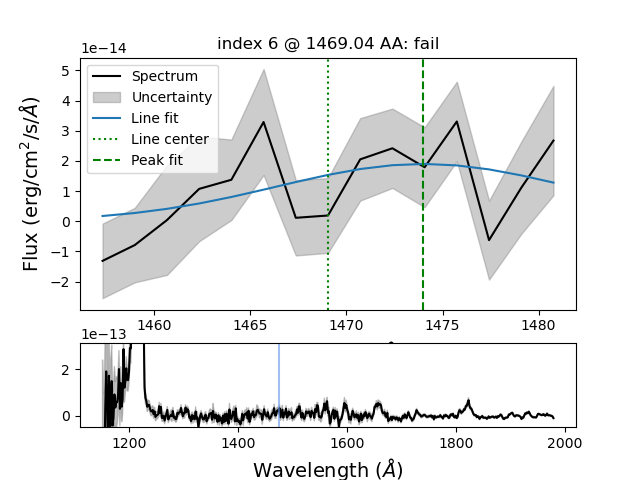 index 6 @ 1469.04 AA: fail
1e−14
Spectrum
Uncertainty
Line fit
Line center
Peak fit
5
4
3
2
1
0
−1
−2
Flux (erg/cm²/s/Å)
1460 1465 1470 1475 1480
1e−13
2
0
1200 1400 1600 1800 2000
Wavelength (Å)